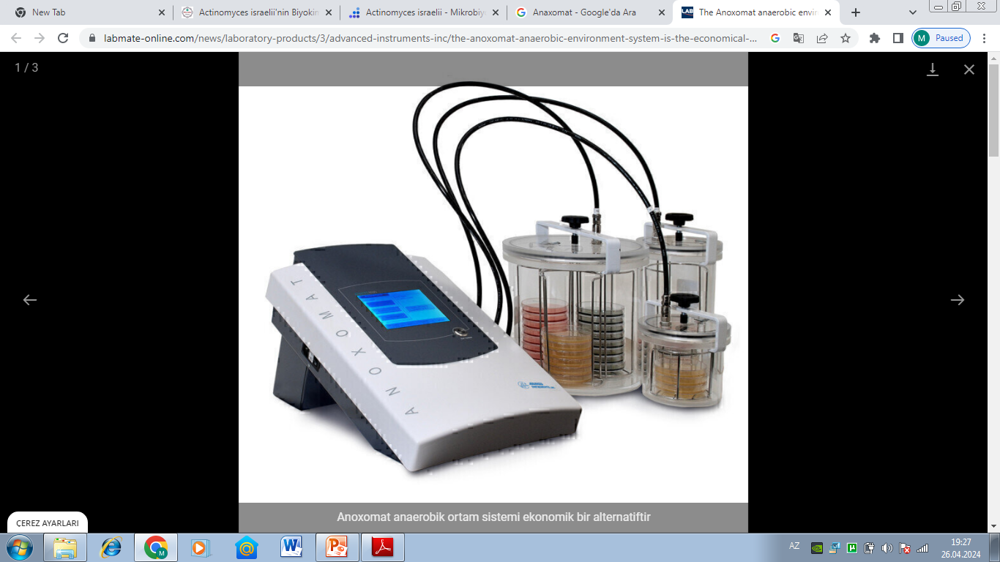 New Tab
Actinomyces israelii'nin Biyokim
Actinomyces israelii - Mikrobiyo
Anaxomat - Google'da Ara
LAB
The Anoxomat anaerobic envir
labmate-online.com/news/laboratory-products/3/advanced-instruments-inc/the-anoxomat-anaerobic-environment-system-is-the-economical-...
M Paused
1 / 3
ANOXOMAT
Anoxomat anaerobik ortam sistemi ekonomik bir alternatiftir
ÇEREZ AYARLARI
AZ
19:27
26.04.2024